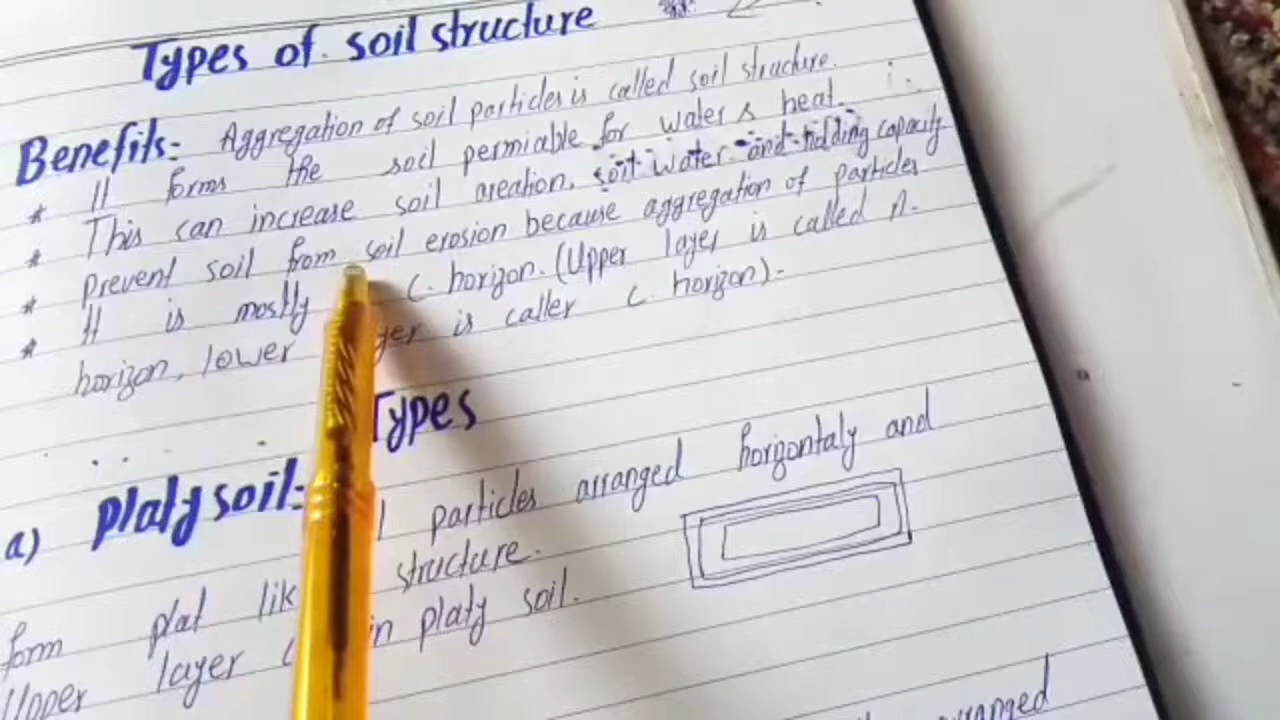 Types of soil structure
Benefits:- Aggregation of soil particles is called soil structure.
* It forms the soil permiable for water & heat.
* This can increase soil areation. soil water and holding capacity
* Prevent soil from soil erosion because aggregation of particles
* It is mostly C. horizon. (Upper layer is called A.
horizon, lower is caller C. horizon).
Types
a) Platy soil:- particles arranged horizontaly and
form plat structure.
Upper layer in platy soil.
arranged